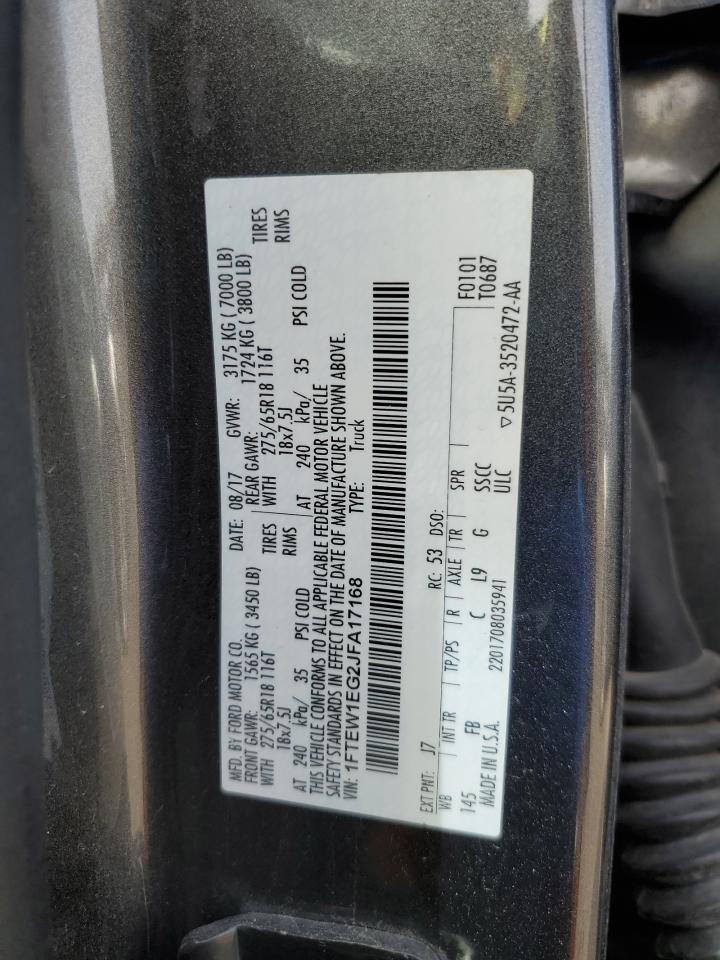 MFD. BY FORD MOTOR CO.
DATE: 08/17 GVWR: 3175 KG ( 7000 LB)
FRONT GAWR: 1565 KG ( 3450 LB) REAR GAWR: 1724 KG ( 3800 LB)
WITH 275/65R18 116T TIRES WITH 275/65R18 116T TIRES
18x7.5J RIMS 18x7.5J RIMS
AT 240 kPa/ 35 PSI COLD AT 240 kPa/ 35 PSI COLD
THIS VEHICLE CONFORMS TO ALL APPLICABLE FEDERAL MOTOR VEHICLE
SAFETY STANDARDS IN EFFECT ON THE DATE OF MANUFACTURE SHOWN ABOVE.
VIN: 1FTEW1EG2JFA17168 TYPE: Truck
EXT PNT: J7 RC: 53 DSO: F0101
WB INT TR TP/PS R AXLE TR SPR T0687
145 FB C L9 G SSCC
MADE IN U.S.A. 2201708035941 ULC ▽5U5A-3520472-AA